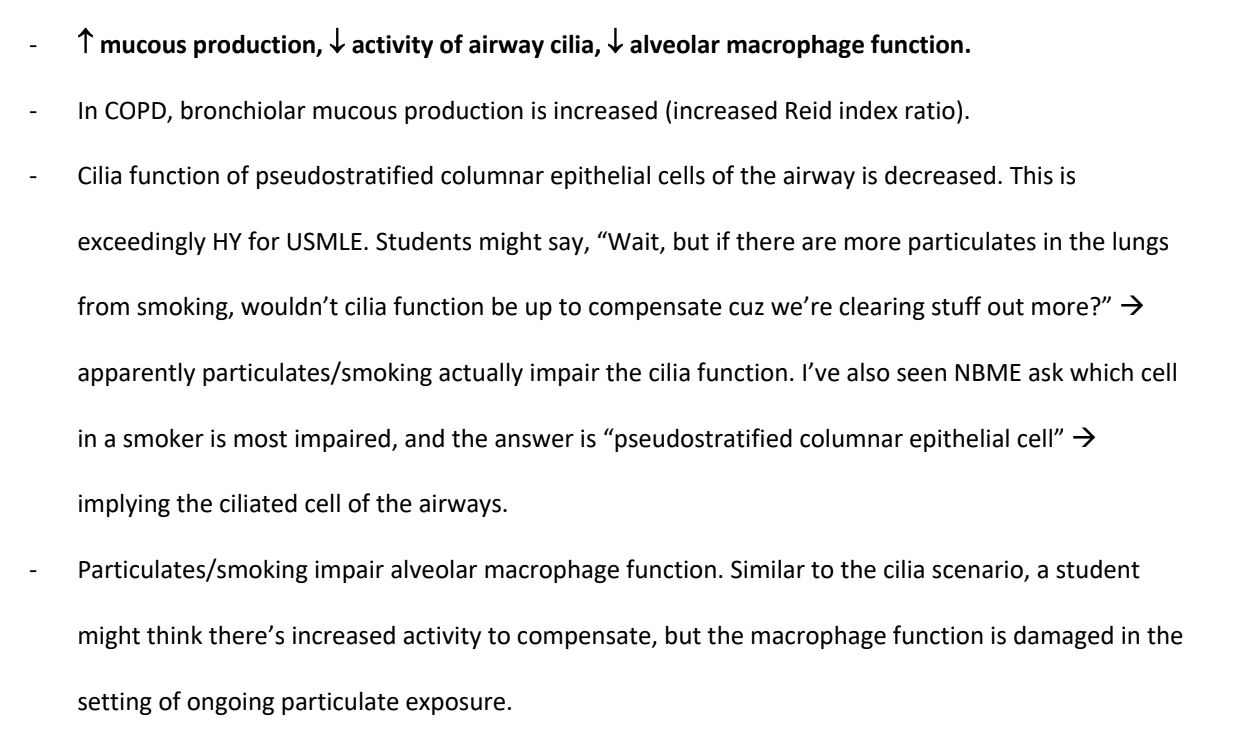 - ↑ mucous production, ↓ activity of airway cilia, ↓ alveolar macrophage function.
- In COPD, bronchiolar mucous production is increased (increased Reid index ratio).
- Cilia function of pseudostratified columnar epithelial cells of the airway is decreased. This is
exceedingly HY for USMLE. Students might say, “Wait, but if there are more particulates in the lungs
from smoking, wouldn’t cilia function be up to compensate cuz we’re clearing stuff out more?” →
apparently particulates/smoking actually impair the cilia function. I’ve also seen NBME ask which cell
in a smoker is most impaired, and the answer is “pseudostratified columnar epithelial cell” →
implying the ciliated cell of the airways.
- Particulates/smoking impair alveolar macrophage function. Similar to the cilia scenario, a student
might think there’s increased activity to compensate, but the macrophage function is damaged in the
setting of ongoing particulate exposure.